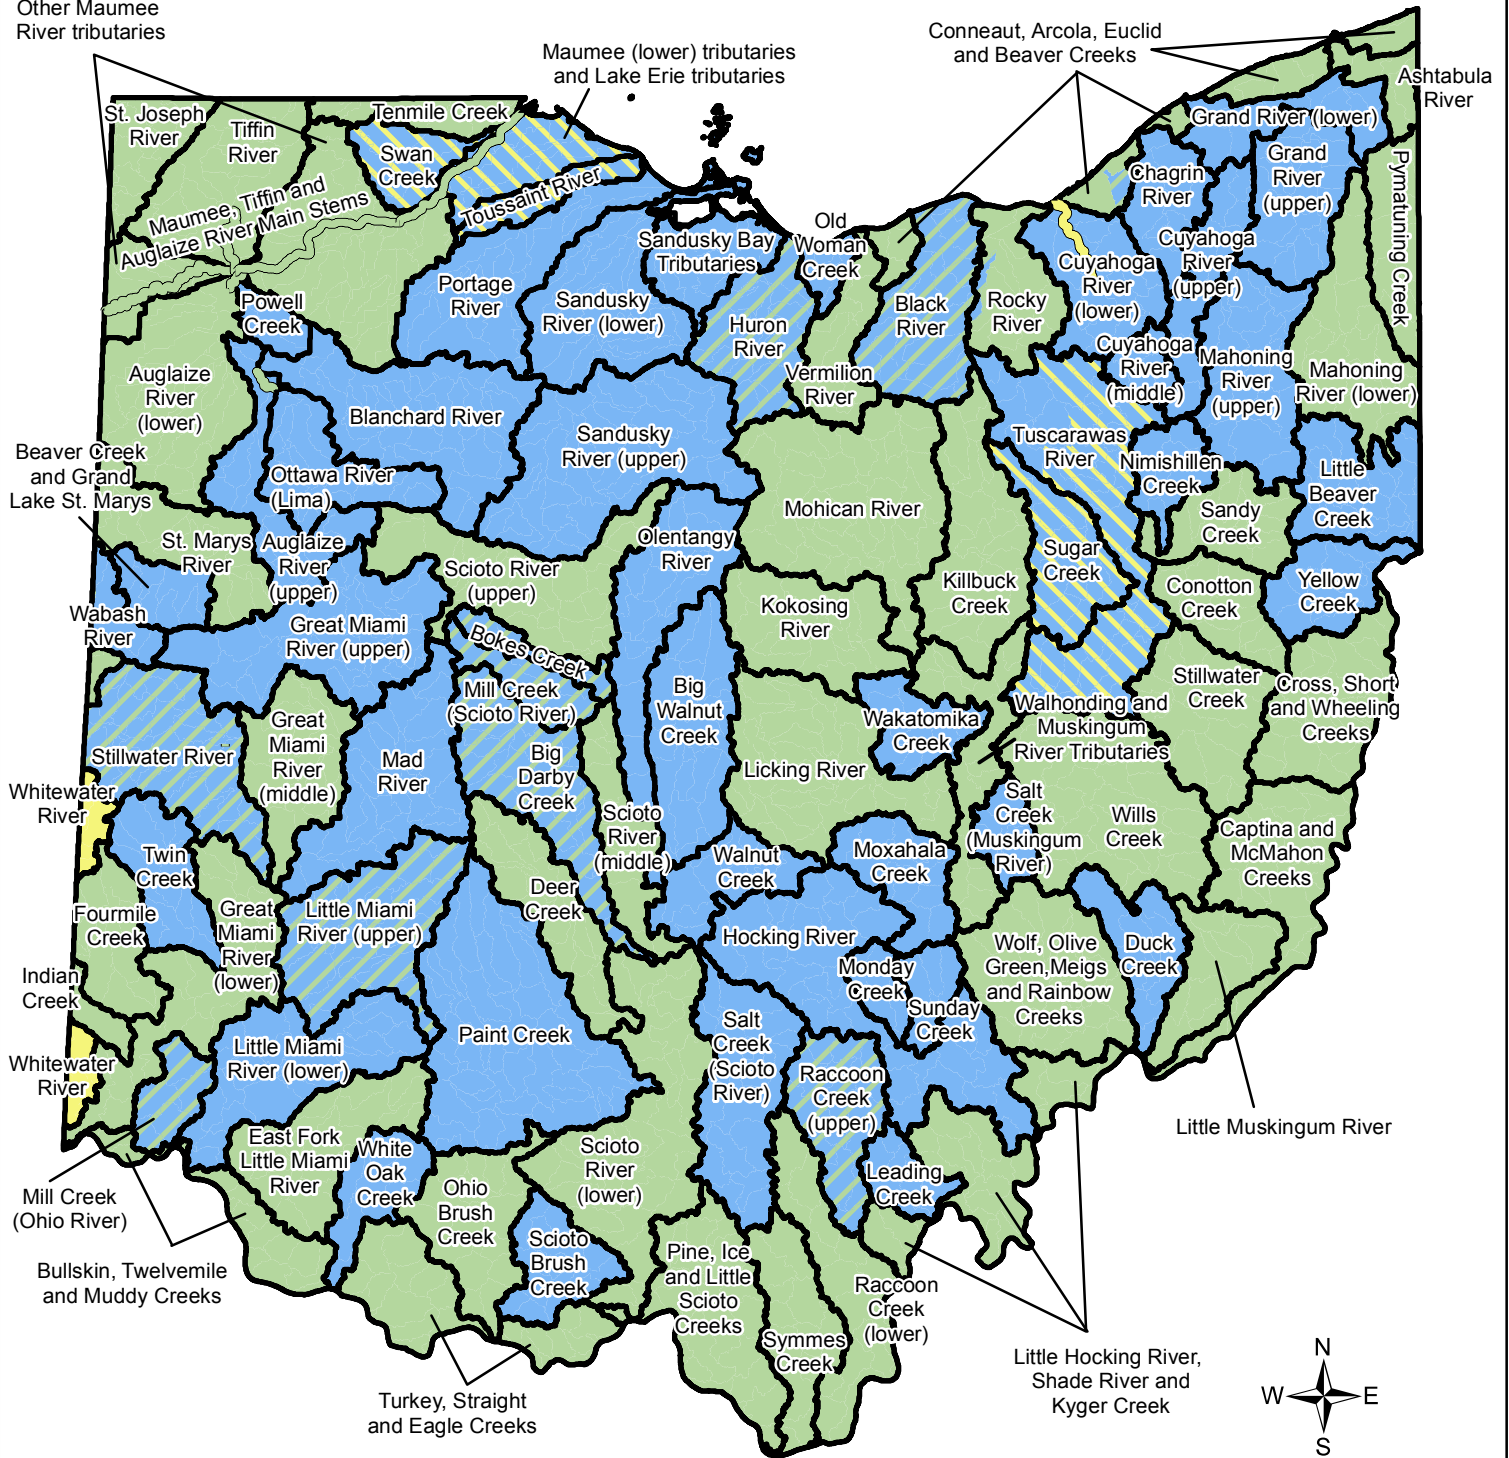 Other Maumee
River tributaries
Maumee (lower) tributaries
and Lake Erie tributaries
Conneaut, Arcola, Euclid
and Beaver Creeks
Ashtabula
River
St. Joseph
River
Tiffin
River
Tenmile Creek
Swan
Creek
Grand River (lower)
Grand
River
(upper)
Chagrin
River
Pymatuning Creek
Maumee, Tiffin and
Auglaize River Main Stems
Toussaint River
Sandusky Bay
Tributaries
Old
Woman
Creek
Cuyahoga
River
(upper)
Cuyahoga
River
(lower)
Powell
Creek
Portage
River
Sandusky
River (lower)
Huron
River
Black
River
Rocky
River
Cuyahoga
River
(middle)
Mahoning
River
(upper)
Mahoning
River (lower)
Auglaize
River
(lower)
Vermilion
River
Blanchard River
Sandusky
River (upper)
Tuscarawas
River
Nimishillen
Creek
Little
Beaver
Creek
Beaver Creek
and Grand
Lake St. Marys
Ottawa River
(Lima)
Mohican River
Sandy
Creek
St. Marys
River
Auglaize
River
(upper)
Olentangy
River
Scioto River
(upper)
Killbuck
Creek
Sugar
Creek
Conotton
Creek
Yellow
Creek
Wabash
River
Great Miami
River (upper)
Bokes Creek
Kokosing
River
Mill Creek
(Scioto River)
Big
Walnut
Creek
Wakatomika
Creek
Walhonding and
Muskingum
River Tributaries
Stillwater
Creek
Cross, Short
and Wheeling
Creeks
Stillwater River
Great
Miami
River
(middle)
Mad
River
Big
Darby
Creek
Licking River
Whitewater
River
Scioto
River
(middle)
Salt
Creek
(Muskingum
River)
Wills
Creek
Captina and
McMahon
Creeks
Twin
Creek
Walnut
Creek
Moxahala
Creek
Deer
Creek
Fourmile
Creek
Great
Miami
River
(lower)
Little Miami
River (upper)
Hocking River
Wolf, Olive
Green,Meigs
and Rainbow
Creeks
Duck
Creek
Indian
Creek
Monday
Creek
Sunday
Creek
Paint Creek
Salt
Creek
(Scioto
River)
Whitewater
River
Little Miami
River (lower)
Raccoon
Creek
(upper)
Little Muskingum River
East Fork
Little Miami
River
White
Oak
Creek
Scioto
River
(lower)
Leading
Creek
Mill Creek
(Ohio River)
Ohio
Brush
Creek
Scioto
Brush
Creek
Pine, Ice
and Little
Scioto
Creeks
Bullskin, Twelvemile
and Muddy Creeks
Raccoon
Creek
(lower)
Symmes
Creek
Little Hocking River,
Shade River and
Kyger Creek
Turkey, Straight
and Eagle Creeks
N
W
E
S